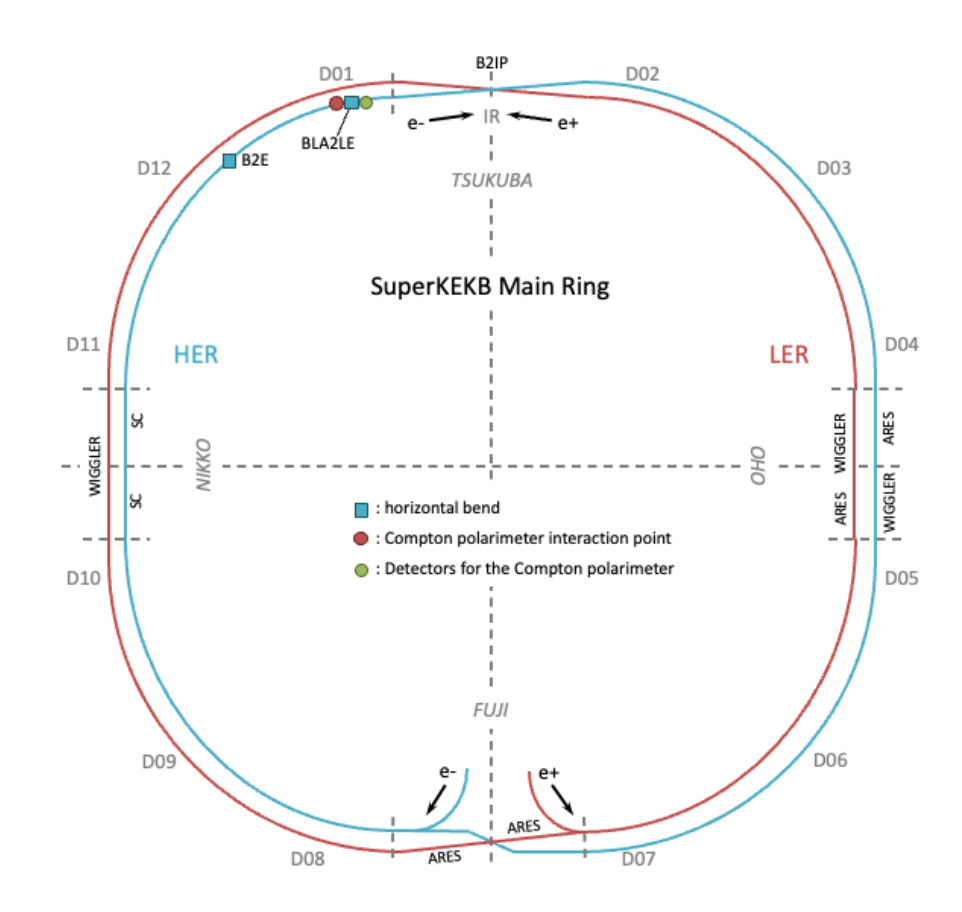 B2IP
D01
D02
e-
IR
e+
BLA2LE
B2E
D12
D03
TSUKUBA
SuperKEKB Main Ring
D11
HER
LER
D04
SC
WIGGLER
ARES
WIGGLER
NIKKO
OHO
SC
ARES
WIGGLER
: horizontal bend
: Compton polarimeter interaction point
: Detectors for the Compton polarimeter
D10
D05
FUJI
D09
D06
e-
e+
ARES
ARES
D08
D07